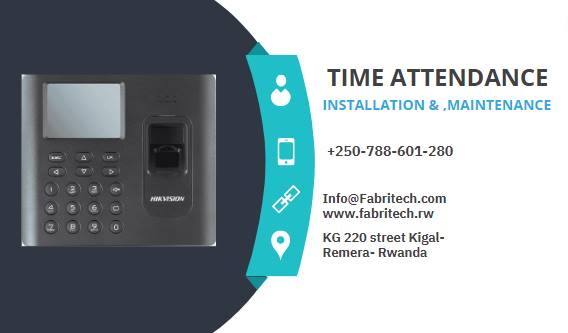 TIME ATTENDANCE
INSTALLATION & ,MAINTENANCE
+250-788-601-280
Info@Fabritech.com
www.fabritech.rw
KG 220 street Kigal-
Remera- Rwanda
HIKVISION
ESC
1